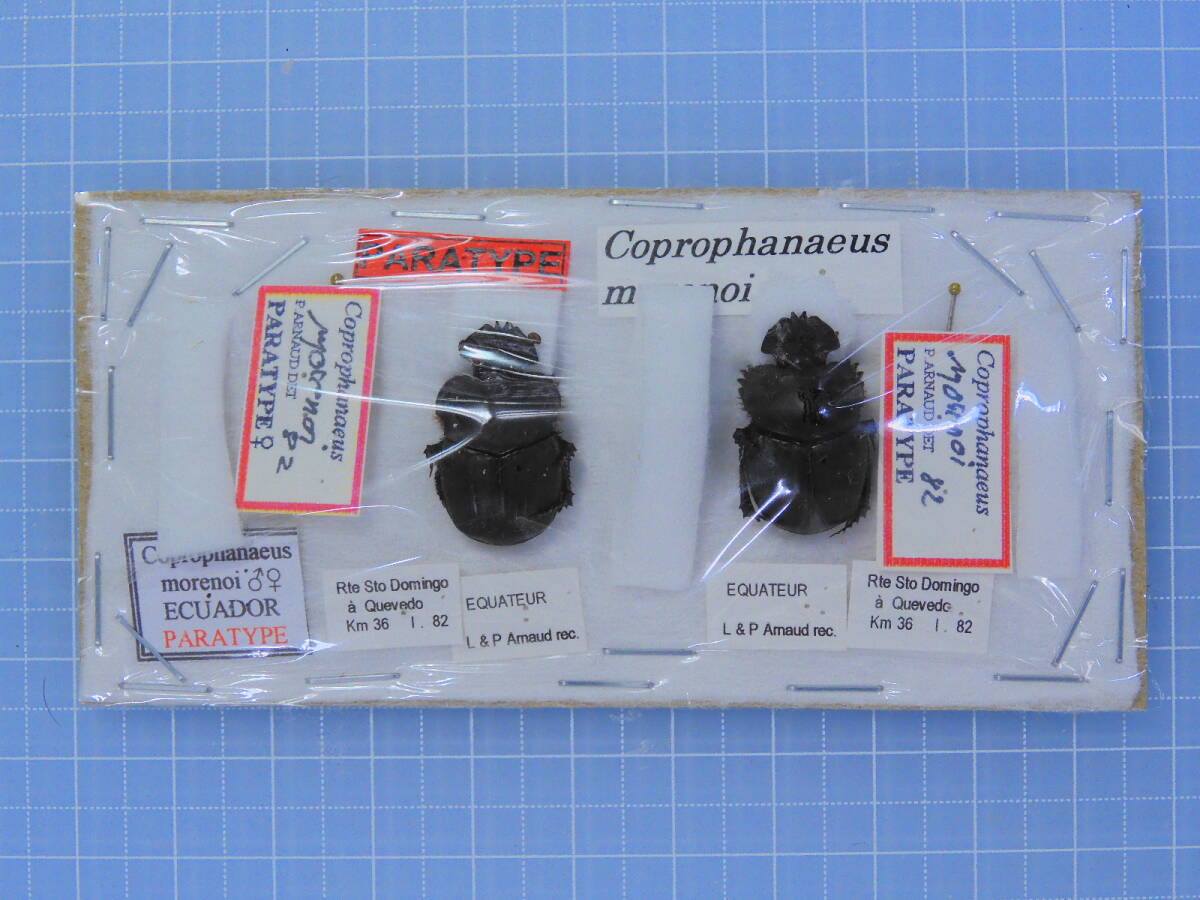 PARATYPE
Coprophanaeus
morenoi
Coprophanaeus
morenoi
P. ARNAUD DET 82
PARATYPE ♀
Coprophanaeus
morenoi
P. ARNAUD DET 82
PARATYPE
Coprophanaeus
morenoi ♂♀
ECUADOR
PARATYPE
Rte Sto Domingo
à Quevedo
Km 36 I. 82
EQUATEUR
L & P Arnaud rec.
EQUATEUR
L & P Arnaud rec.
Rte Sto Domingo
à Quevedo
Km 36 I. 82